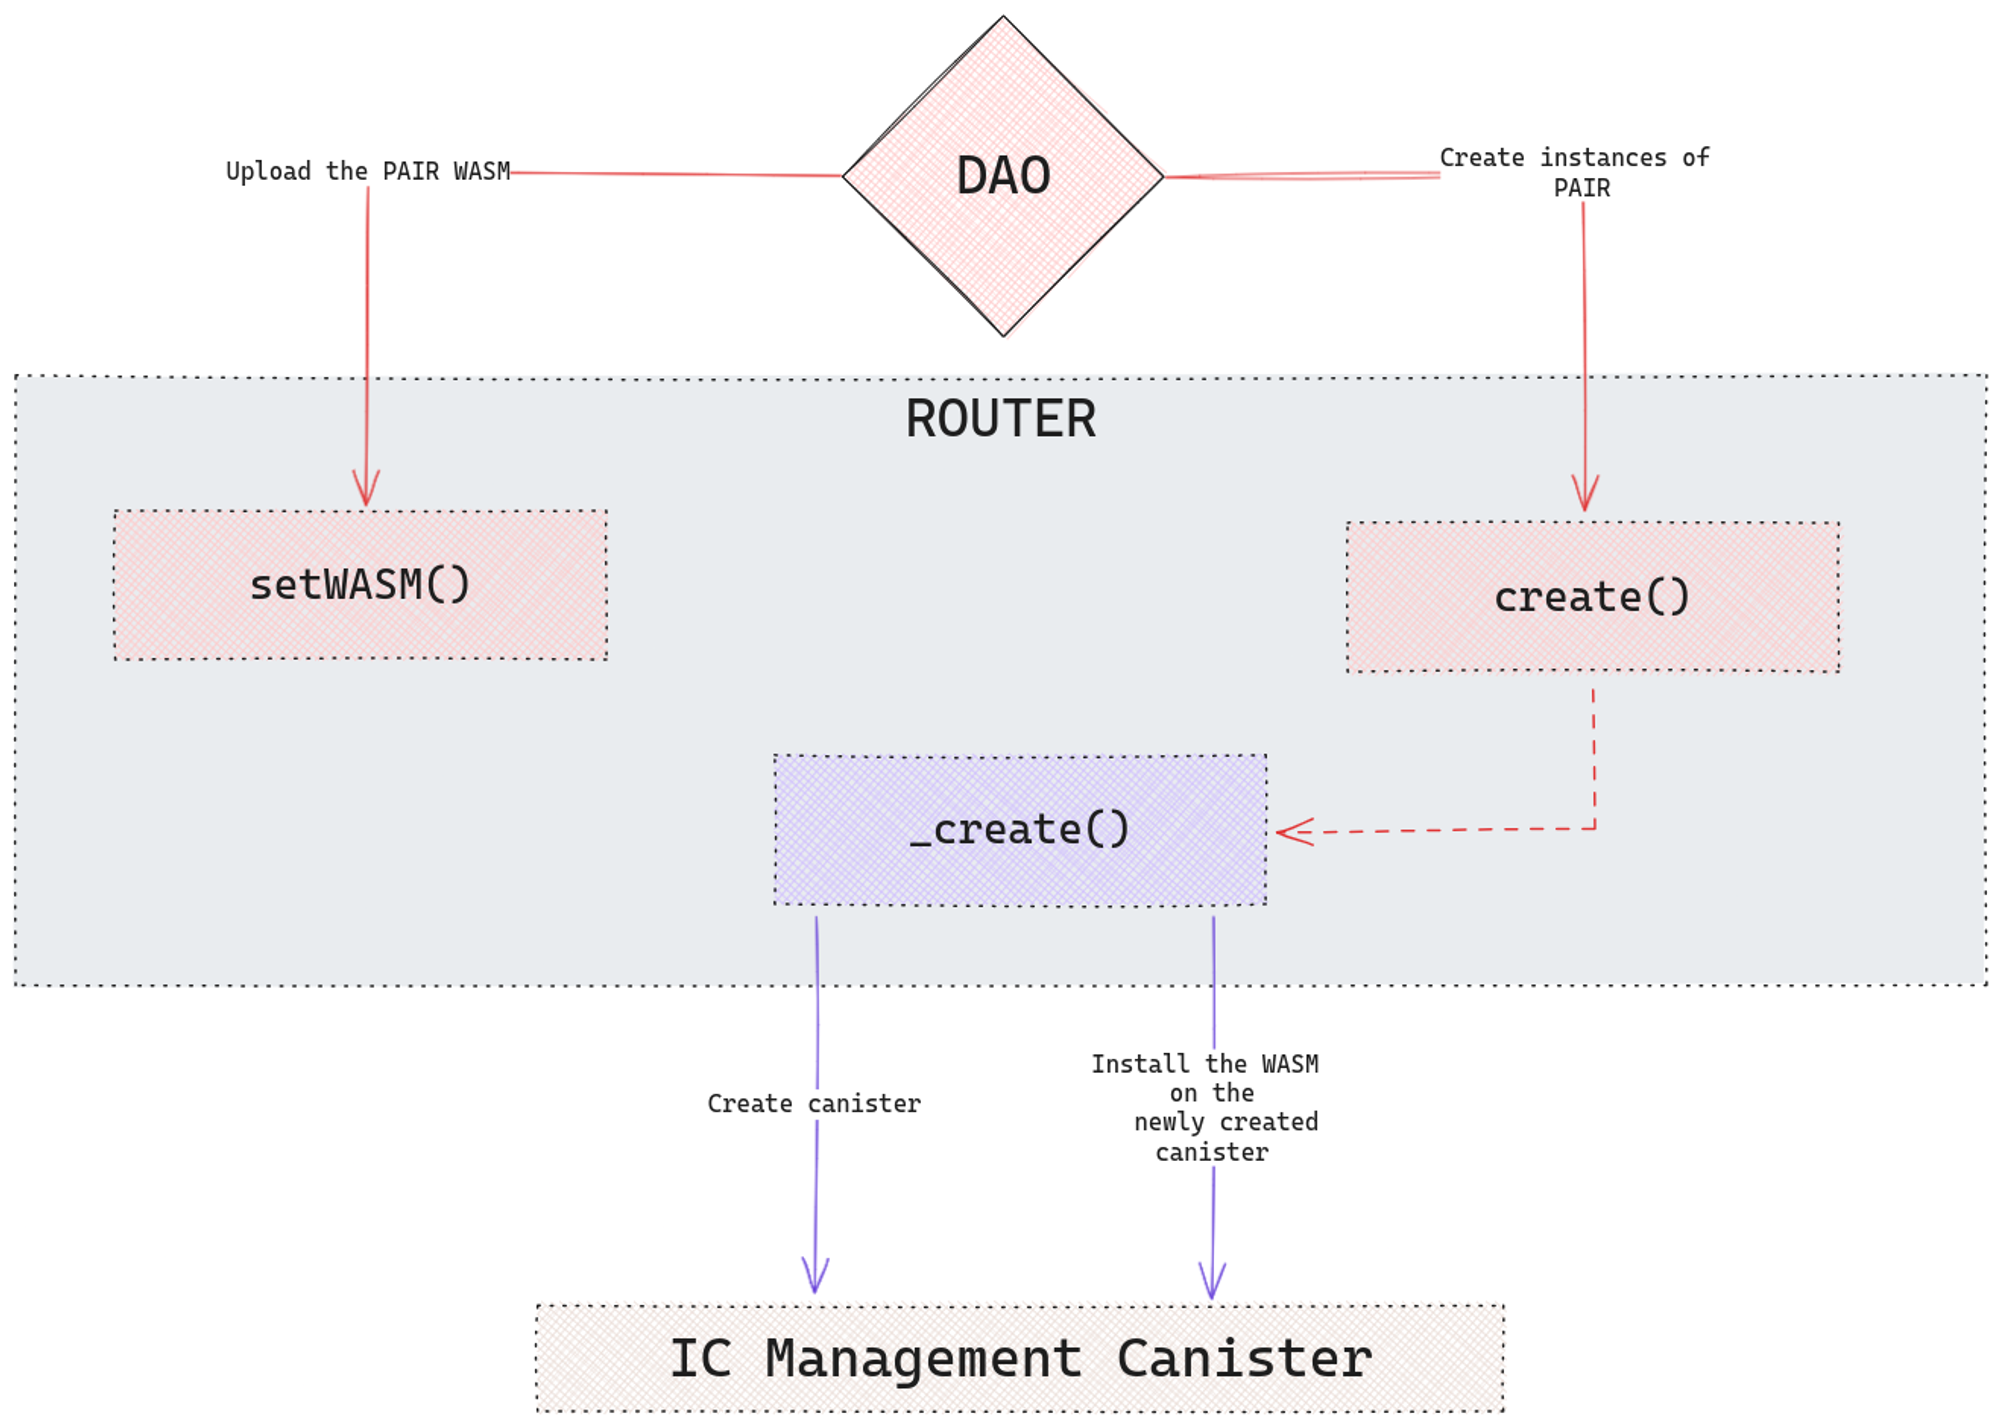 DAO
Upload the PAIR WASM
Create instances of
PAIR
ROUTER
setWASM()
create()
_create()
Create canister
Install the WASM
on the
newly created
canister
IC Management Canister